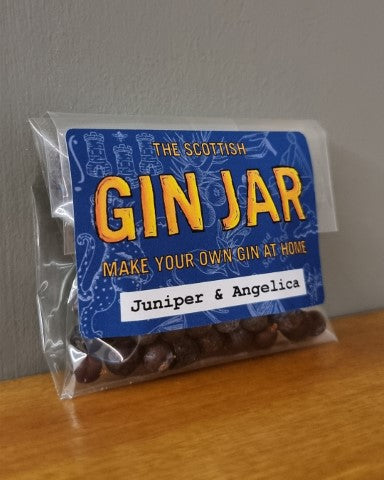 THE SCOTTISH
GIN JAR
MAKE YOUR OWN GIN AT HOME
Juniper & Angelica